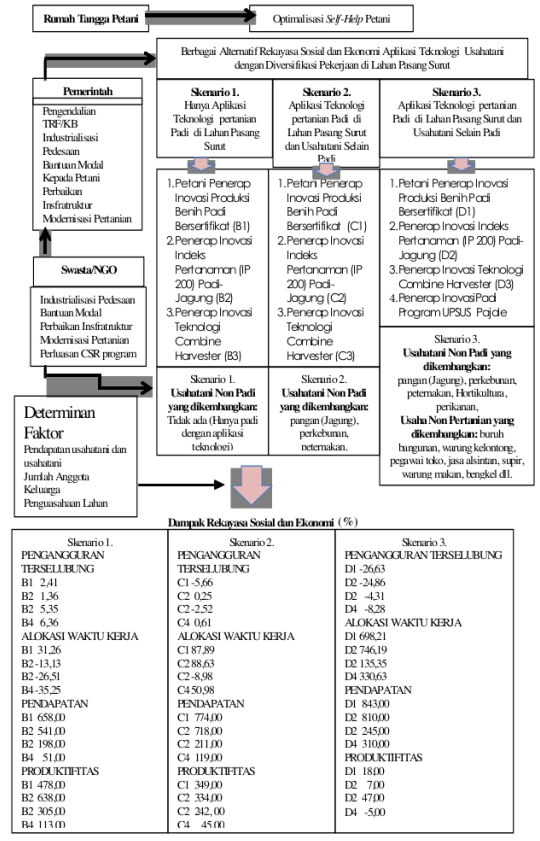 Rumah Tangga Petani
Optimalisasi Self-Help Petani
Berbagai Alternatif Rekayasa Sosial dan Ekonomi Aplikasi Teknologi Usahatani
dengan Diversifikasi Pekerjaan di Lahan Pasang Surut
Pemerintah
Pengendalian
TRF/KB
Industrialisasi
Pedesaan
Bantuan Modal
Kepada Petani
Perbaikan
Insfratruktur
Modernisasi Pertanian
Swasta/NGO
Industrialisasi Pedesaan
Bantuan Modal
Perbaikan Insfratruktur
Modernisasi Pertanian
Perluasan CSR program
Determinan
Faktor
Pendapatan usahatani dan
usahatani
Jumlah Anggota
Keluarga
Penguasahaan Lahan
Skenario 1.
Hanya Aplikasi
Teknologi pertanian
Padi di Lahan Pasang
Surut
Skenario 2.
Aplikasi Teknologi
pertanian Padi di
Lahan Pasang Surut
dan Usahatani Selain
Padi
Skenario 3.
Aplikasi Teknologi pertanian
Padi di Lahan Pasang Surut dan
Usahatani Selain Padi
1.Petani Penerap
Inovasi Produksi
Benih Padi
Bersertifikat (B1)
2.Penerap Inovasi
Indeks
Pertanaman (IP
200) Padi-
Jagung (B2)
3.Penerap Inovasi
Teknologi
Combine
Harvester (B3)
1.Petani Penerap
Inovasi Produksi
Benih Padi
Bersertifikat (C1)
2.Penerap Inovasi
Indeks
Pertanaman (IP
200) Padi-
Jagung (C2)
3.Penerap Inovasi
Teknologi
Combine
Harvester (C3)
1.Petani Penerap Inovasi
Produksi Benih Padi
Bersertifikat (D1)
2.Penerap Inovasi Indeks
Pertanaman (IP 200) Padi-
Jagung (D2)
3.Penerap Inovasi Teknologi
Combine Harvester (D3)
4.Penerap InovasiPadi
Program UPSUS Pajale
Skenario 1.
Usahatani Non Padi
yang dikembangkan:
Tidak ada (Hanya padi
dengan aplikasi
teknologi)
Skenario 2.
Usahatani Non Padi
yang dikembangkan:
pangan (Jagung),
perkebunan,
peternakan,
Skenario 3.
Usahatani Non Padi yang
dikembangkan:
pangan (Jagung), perkebunan,
peternakan, Hortikultura,
perikanan,
Usaha Non Pertanian yang
dikembangkan: buruh
bangunan, warung kelontong,
pegawai toko, jasa alsintan, supir,
warung makan, bengkel dll.
Dampak Rekayasa Sosial dan Ekonomi (%)
Skenario 1.
PENGANGGURAN
TERSELUBUNG
B1 2,41
B2 1,36
B2 5,35
B4 6,36
ALOKASI WAKTU KERJA
B1 31,26
B2 -13,13
B2 -26,51
B4 -35,25
PENDAPATAN
B1 658,00
B2 541,00
B2 198,00
B4 51,00
PRODUKTIFITAS
B1 478,00
B2 638,00
B2 305,00
B4 113,00
Skenario 2.
PENGANGGURAN
TERSELUBUNG
C1 -5,66
C2 0,25
C2 -2,52
C4 0,61
ALOKASI WAKTU KERJA
C1 87,89
C2 88,63
C2 -8,98
C4 50,98
PENDAPATAN
C1 774,00
C2 718,00
C2 211,00
C4 119,00
PRODUKTIFITAS
C1 349,00
C2 334,00
C2 242, 00
C4 45,00
Skenario 3.
PENGANGGURAN TERSELUBUNG
D1 -26,63
D2 -24,86
D2 -4,31
D4 -8,28
ALOKASI WAKTU KERJA
D1 698,21
D2 746,19
D2 135,35
D4 330,63
PENDAPATAN
D1 843,00
D2 810,00
D2 245,00
D4 310,00
PRODUKTIIFITAS
D1 18,00
D2 7,00
D2 47,00
D4 -5,00